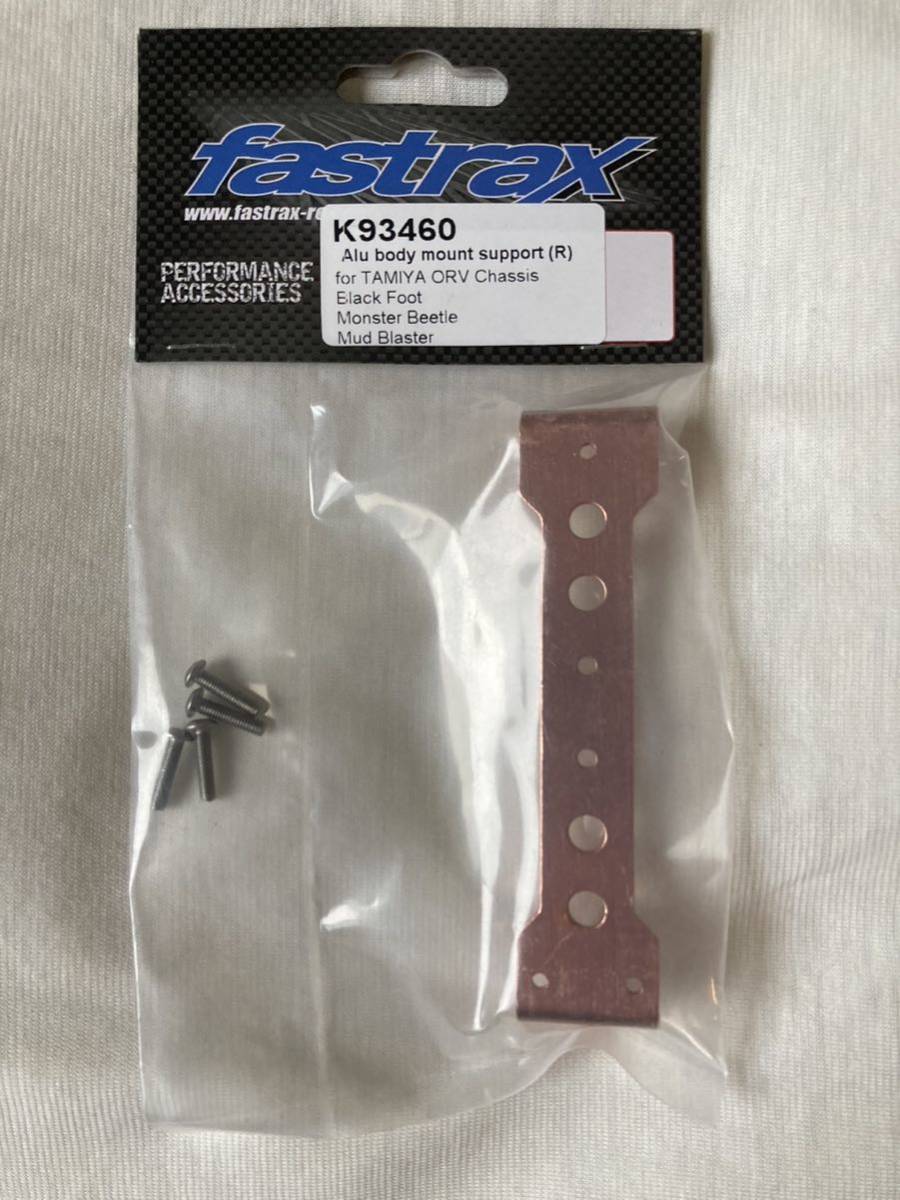 fastrax
www.fastrax-r
K93460
Alu body mount support (R)
for TAMIYA ORV Chassis
Black Foot
Monster Beetle
Mud Blaster
PERFORMANCE
ACCESSORIES